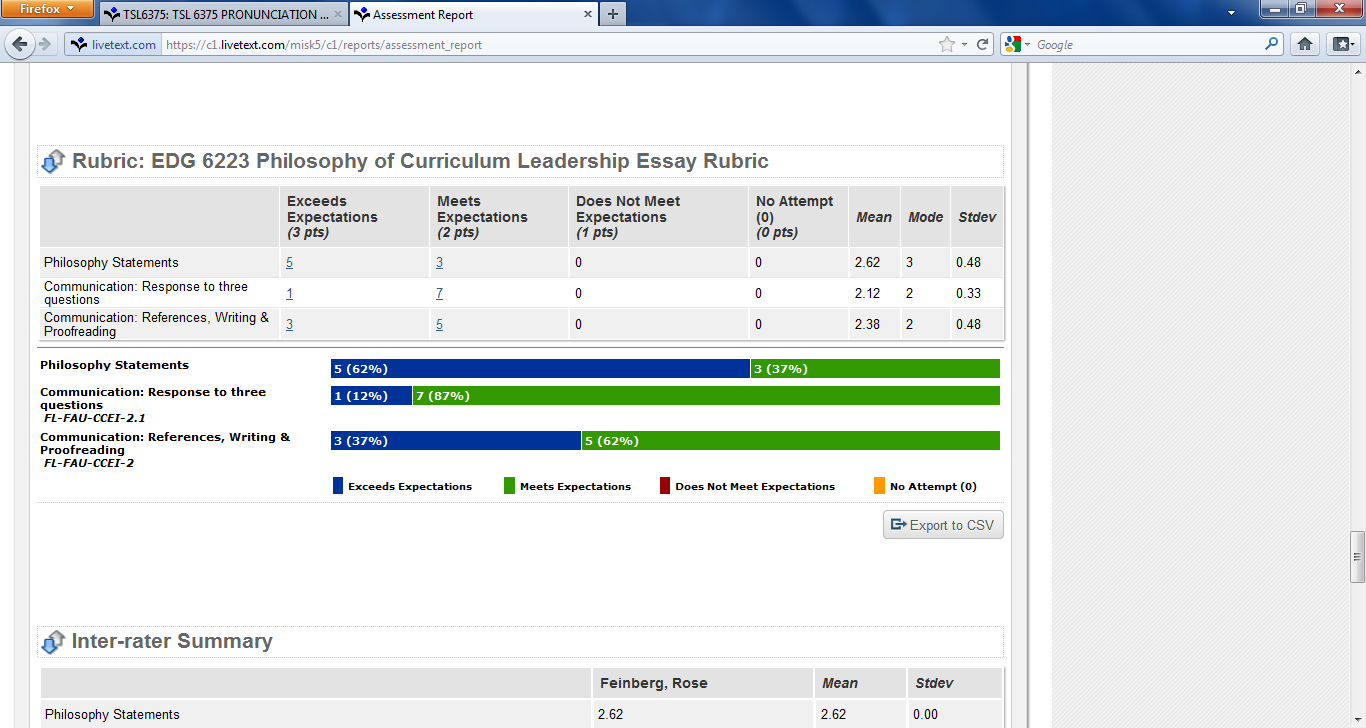 Firefox
TSL6375: TSL 6375 PRONUNCIATION ... ×
Assessment Report ×
livetext.com https://c1.livetext.com/misk5/c1/reports/assessment_report
Google
Rubric: EDG 6223 Philosophy of Curriculum Leadership Essay Rubric
Exceeds Expectations (3 pts) Meets Expectations (2 pts) Does Not Meet Expectations (1 pts) No Attempt (0) (0 pts) Mean Mode Stdev
Philosophy Statements 5 3 0 0 2.62 3 0.48
Communication: Response to three questions 1 7 0 0 2.12 2 0.33
Communication: References, Writing & Proofreading 3 5 0 0 2.38 2 0.48
Philosophy Statements 5 (62%) 3 (37%)
Communication: Response to three
questions
FL-FAU-CCEI-2.1
1 (12%) 7 (87%)
Communication: References, Writing &
Proofreading
FL-FAU-CCEI-2
3 (37%) 5 (62%)
Exceeds Expectations Meets Expectations Does Not Meet Expectations No Attempt (0)
Export to CSV
Inter-rater Summary
Feinberg, Rose Mean Stdev
Philosophy Statements 2.62 2.62 0.00